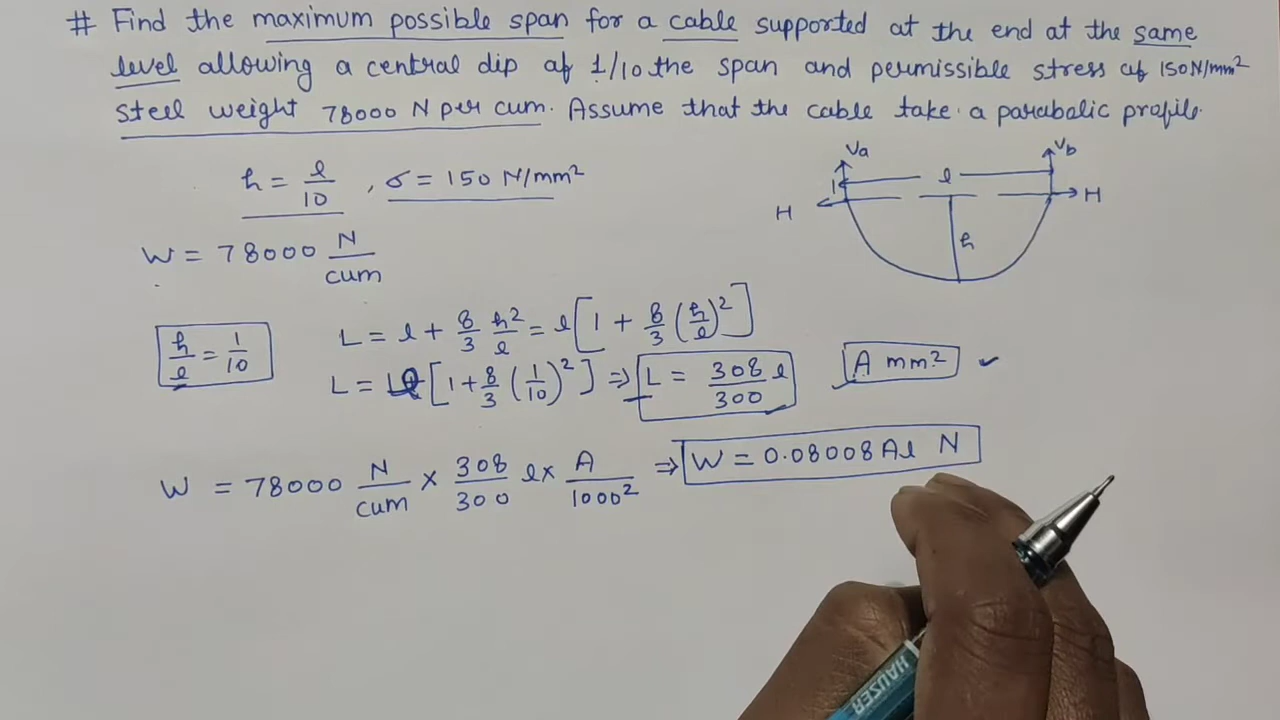 # Find the maximum possible span for a cable supported at the end at the same
level allowing a central dip of 1/10 the span and permissible stress of 150N/mm²
steel weight 78000 N per cum. Assume that the cable take a parabolic profile.
h = l/10 , σ = 150 N/mm²
Va
Vb
l
H
H
h
W = 78000 N/cum
h/l = 1/10
L = l + 8/3 h²/l = l[1 + 8/3 (h/l)²]
L = l[1 + 8/3 (1/10)²] ⇒ L = 308/300 l
A mm²
W = 78000 N/cum × 308/300 l × A/1000² ⇒ W = 0.08008Al N
HAUSER